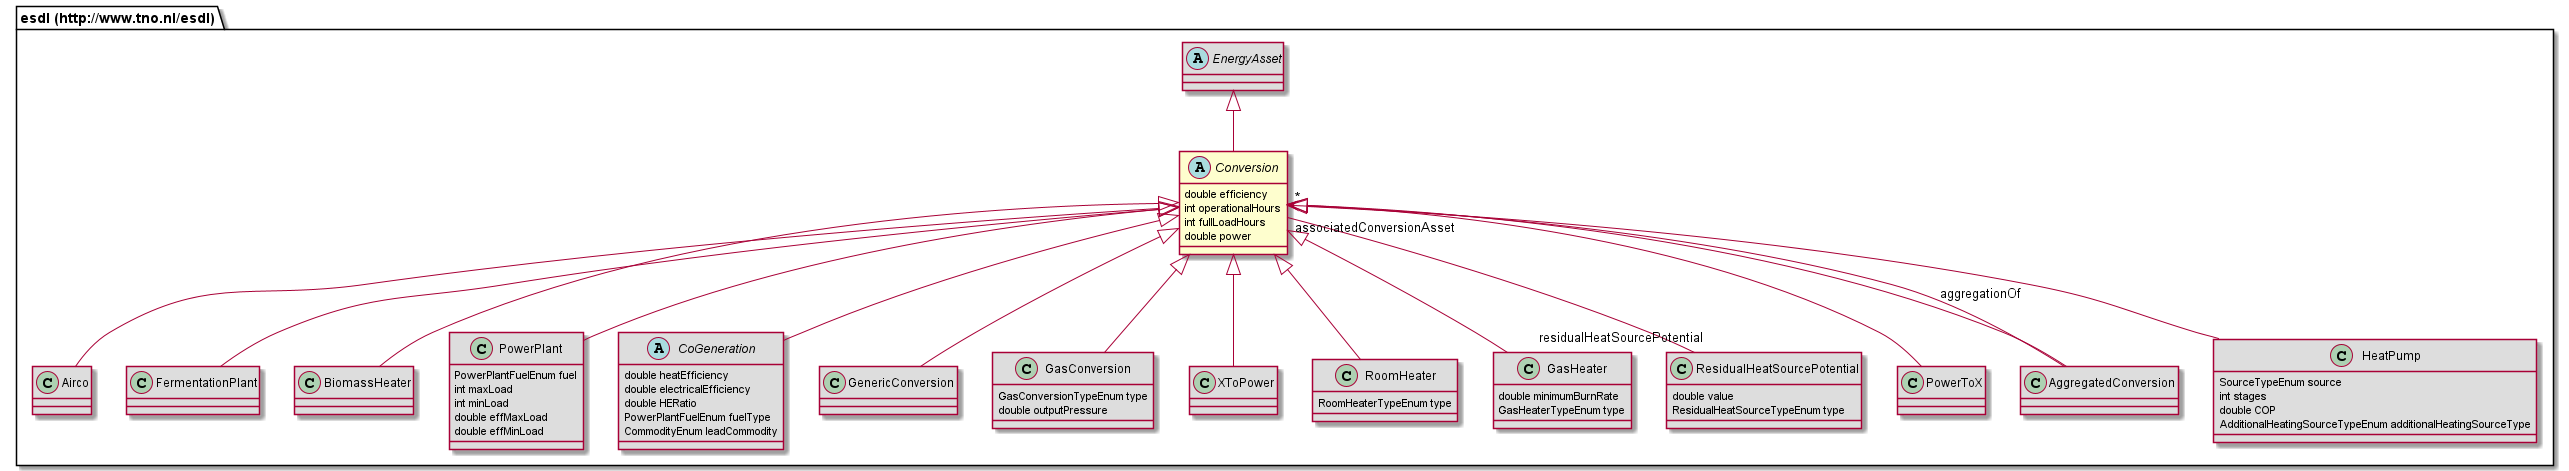 esdl (http://www.tno.nl/esdl)
A EnergyAsset
A Conversion
double efficiency
int operationalHours
int fullLoadHours
double power
*
associatedConversionAsset
aggregationOf
residualHeatSourcePotential
C Airco
C FermentationPlant
C BiomassHeater
C PowerPlant
PowerPlantFuelEnum fuel
int maxLoad
int minLoad
double effMaxLoad
double effMinLoad
A CoGeneration
double heatEfficiency
double electricalEfficiency
double HERatio
PowerPlantFuelEnum fuelType
CommodityEnum leadCommodity
C GenericConversion
C GasConversion
GasConversionTypeEnum type
double outputPressure
C XToPower
C RoomHeater
RoomHeaterTypeEnum type
C GasHeater
double minimumBurnRate
GasHeaterTypeEnum type
C ResidualHeatSourcePotential
double value
ResidualHeatSourceTypeEnum type
C PowerToX
C AggregatedConversion
C HeatPump
SourceTypeEnum source
int stages
double COP
AdditionalHeatingSourceTypeEnum additionalHeatingSourceType